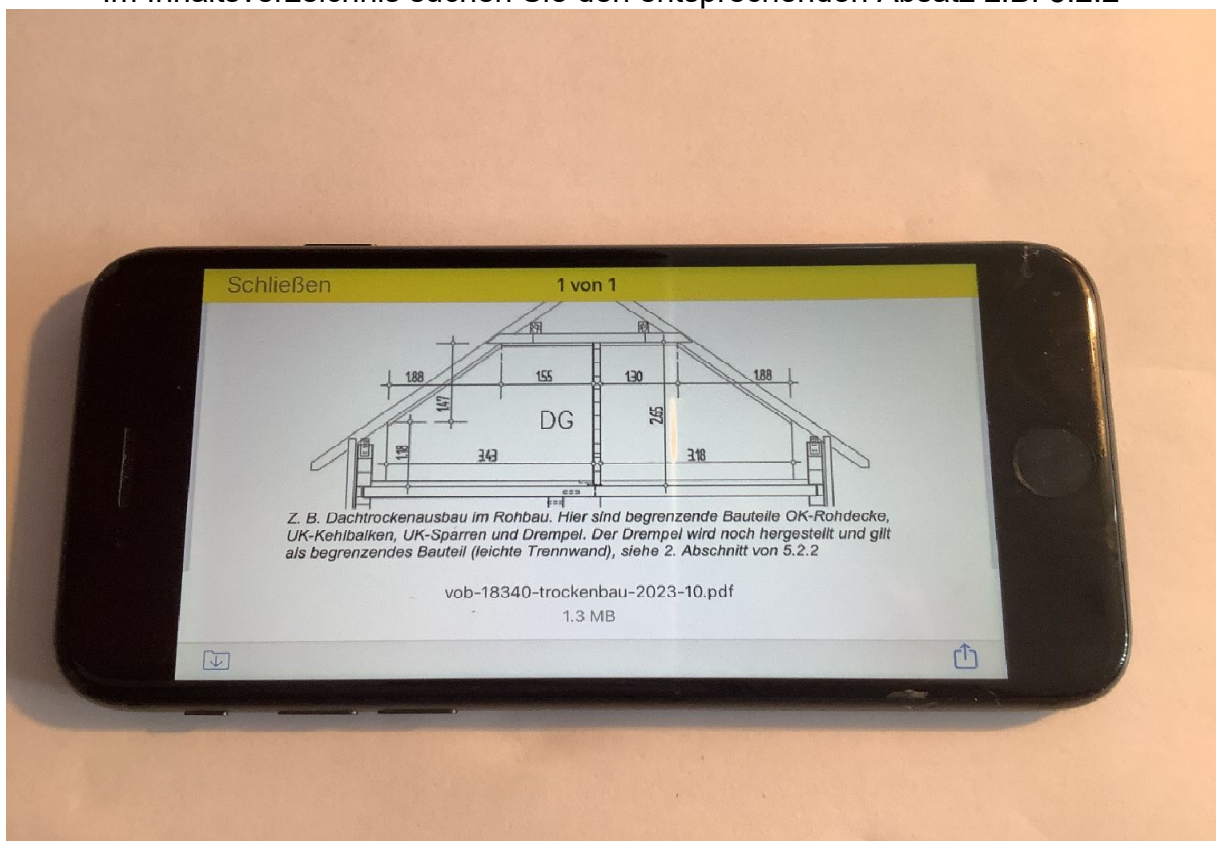 Im Inhaltsverzeichnis suchen Sie den entsprechenden Absatz z.B. 5.2.2
Schließen 1 von 1
1.88 1.55 1.30 1.88
1.47
DG
2.65
1.18
3.43 3.18
Z. B. Dachtrockenausbau im Rohbau. Hier sind begrenzende Bauteile OK-Rohdecke,
UK-Kehlbalken, UK-Sparren und Drempel. Der Drempel wird noch hergestellt und gilt
als begrenzendes Bauteil (leichte Trennwand), siehe 2. Abschnitt von 5.2.2
vob-18340-trockenbau-2023-10.pdf
1.3 MB